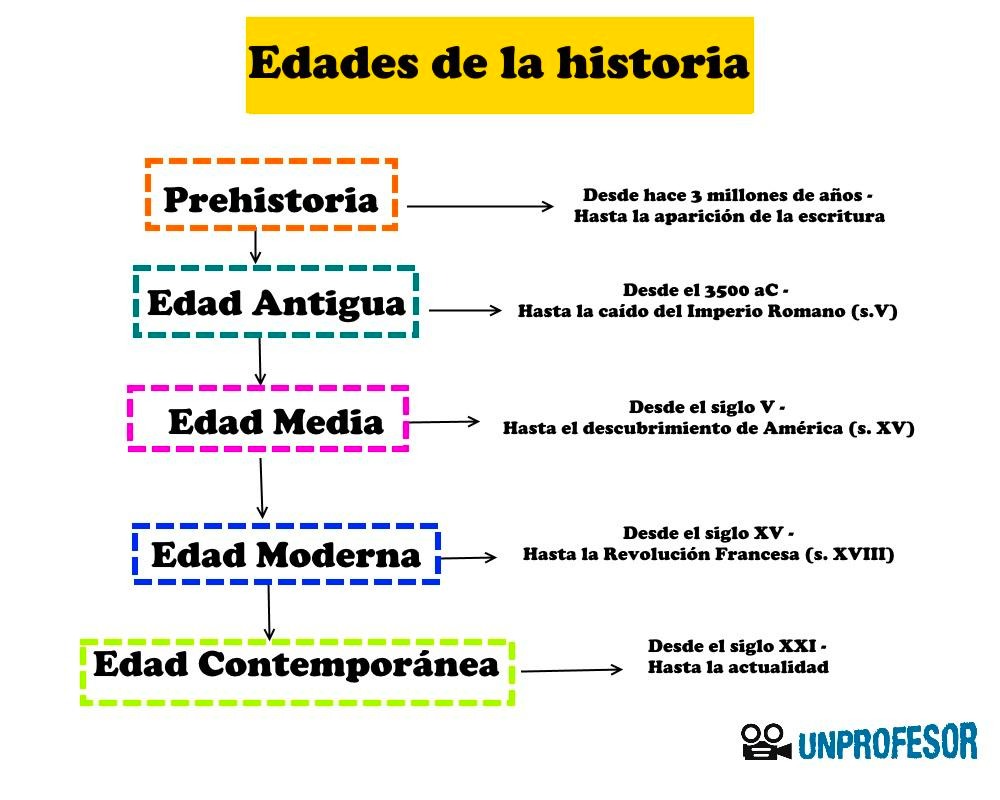 Edades de la historia
Prehistoria
Desde hace 3 millones de años -
Hasta la aparición de la escritura
Edad Antigua
Desde el 3500 aC -
Hasta la caído del Imperio Romano (s.V)
Edad Media
Desde el siglo V -
Hasta el descubrimiento de América (s. XV)
Edad Moderna
Desde el siglo XV -
Hasta la Revolución Francesa (s. XVIII)
Edad Contemporánea
Desde el siglo XXI -
Hasta la actualidad
UNPROFESOR